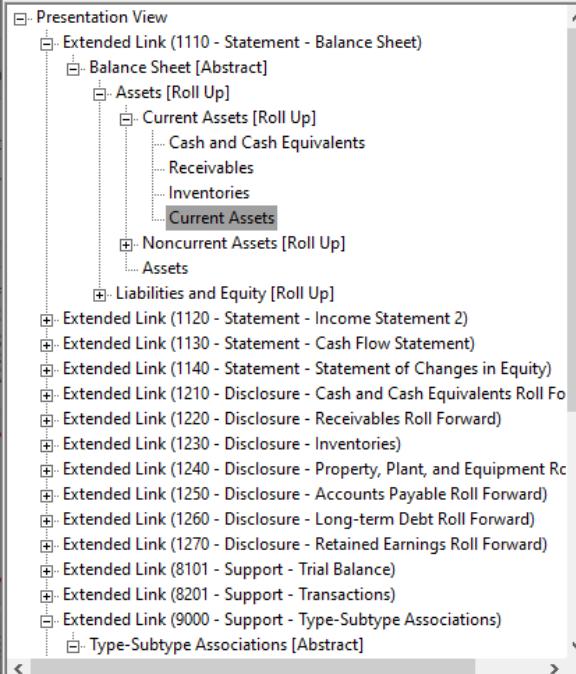 Presentation View
Extended Link (1110 - Statement - Balance Sheet)
Balance Sheet [Abstract]
Assets [Roll Up]
Current Assets [Roll Up]
Cash and Cash Equivalents
Receivables
Inventories
Current Assets
Noncurrent Assets [Roll Up]
Assets
Liabilities and Equity [Roll Up]
Extended Link (1120 - Statement - Income Statement 2)
Extended Link (1130 - Statement - Cash Flow Statement)
Extended Link (1140 - Statement - Statement of Changes in Equity)
Extended Link (1210 - Disclosure - Cash and Cash Equivalents Roll Fo
Extended Link (1220 - Disclosure - Receivables Roll Forward)
Extended Link (1230 - Disclosure - Inventories)
Extended Link (1240 - Disclosure - Property, Plant, and Equipment Rc
Extended Link (1250 - Disclosure - Accounts Payable Roll Forward)
Extended Link (1260 - Disclosure - Long-term Debt Roll Forward)
Extended Link (1270 - Disclosure - Retained Earnings Roll Forward)
Extended Link (8101 - Support - Trial Balance)
Extended Link (8201 - Support - Transactions)
Extended Link (9000 - Support - Type-Subtype Associations)
Type-Subtype Associations [Abstract]